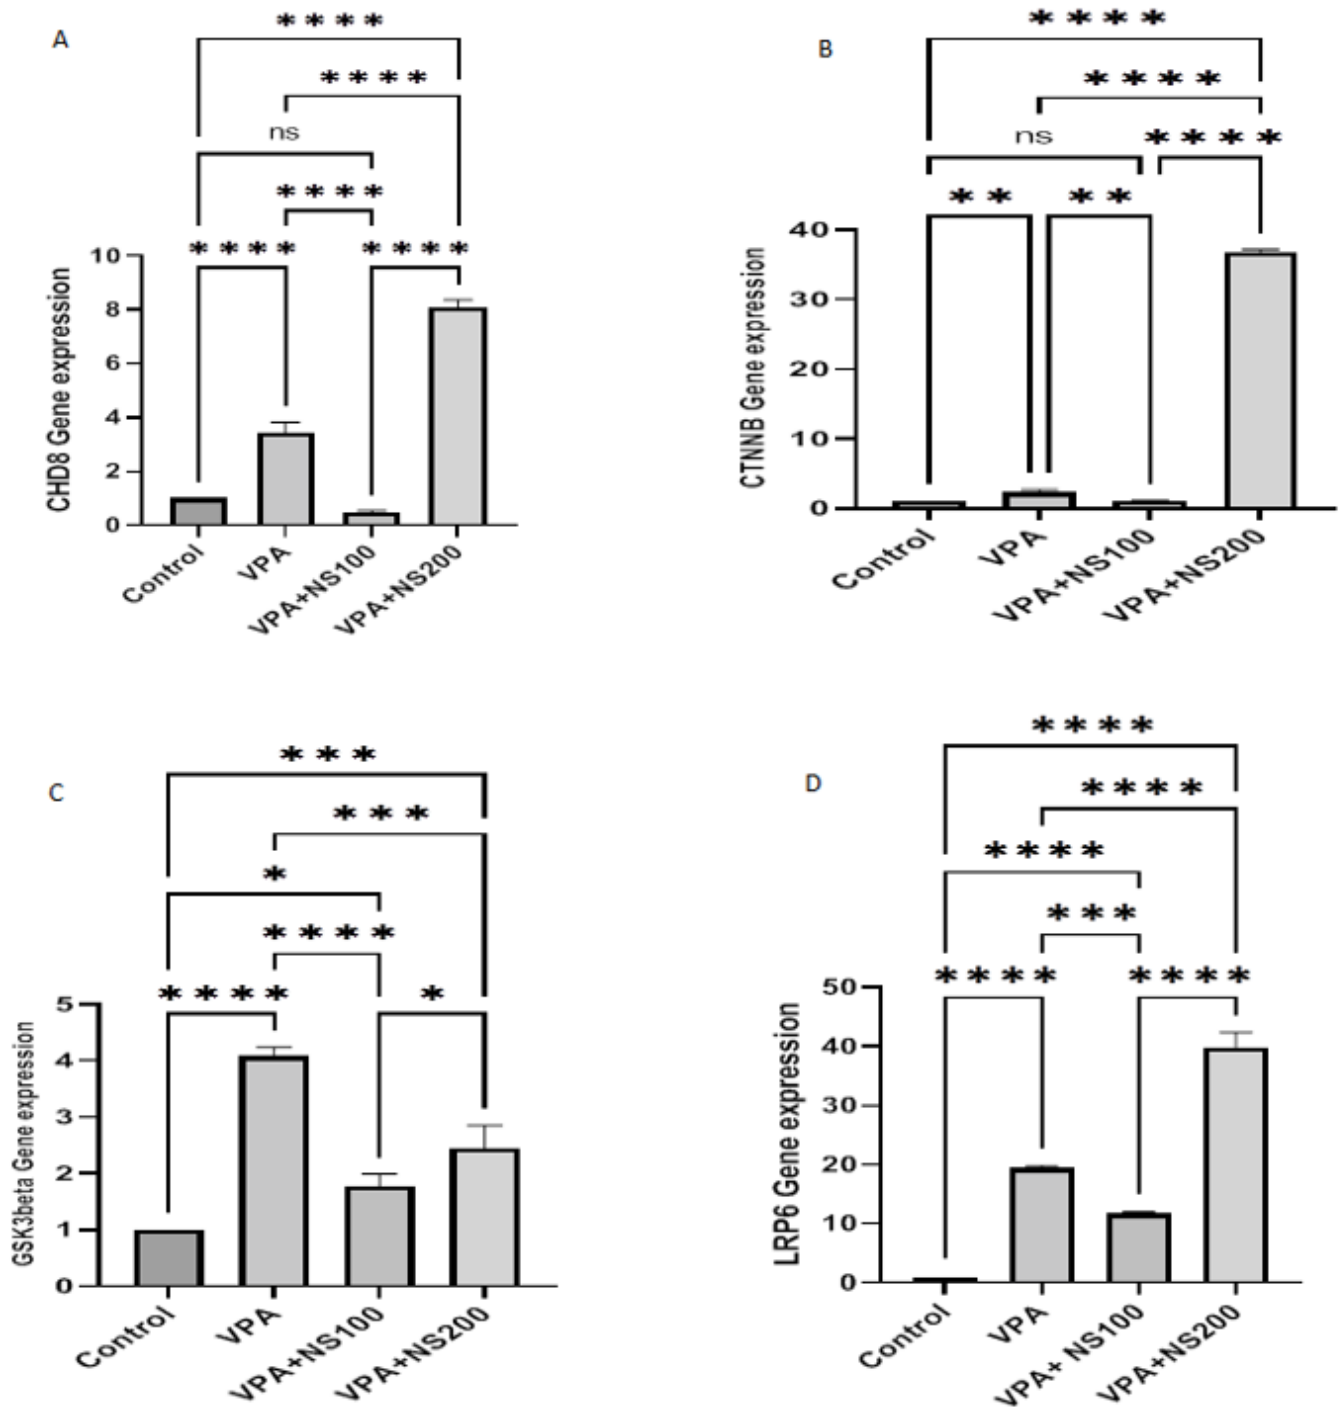 A
* * * *
* * * *
ns
* * * *
* * * * * * * *
CHD8 Gene expression
10
8
6
4
2
0
Control
VPA
VPA+NS100
VPA+NS200
B
* * * *
* * * *
ns
* * * *
* * * *
CTNNB Gene expression
40
30
20
10
0
Control
VPA
VPA+NS100
VPA+NS200
C
* * *
* * *
*
* * * *
* * * * *
GSK3beta Gene expression
5
4
3
2
1
0
Control
VPA
VPA+NS100
VPA+NS200
D
* * * *
* * * *
* * * *
* * *
* * * * * * * *
LRP6 Gene expression
50
40
30
20
10
0
Control
VPA
VPA+ NS100
VPA+NS200